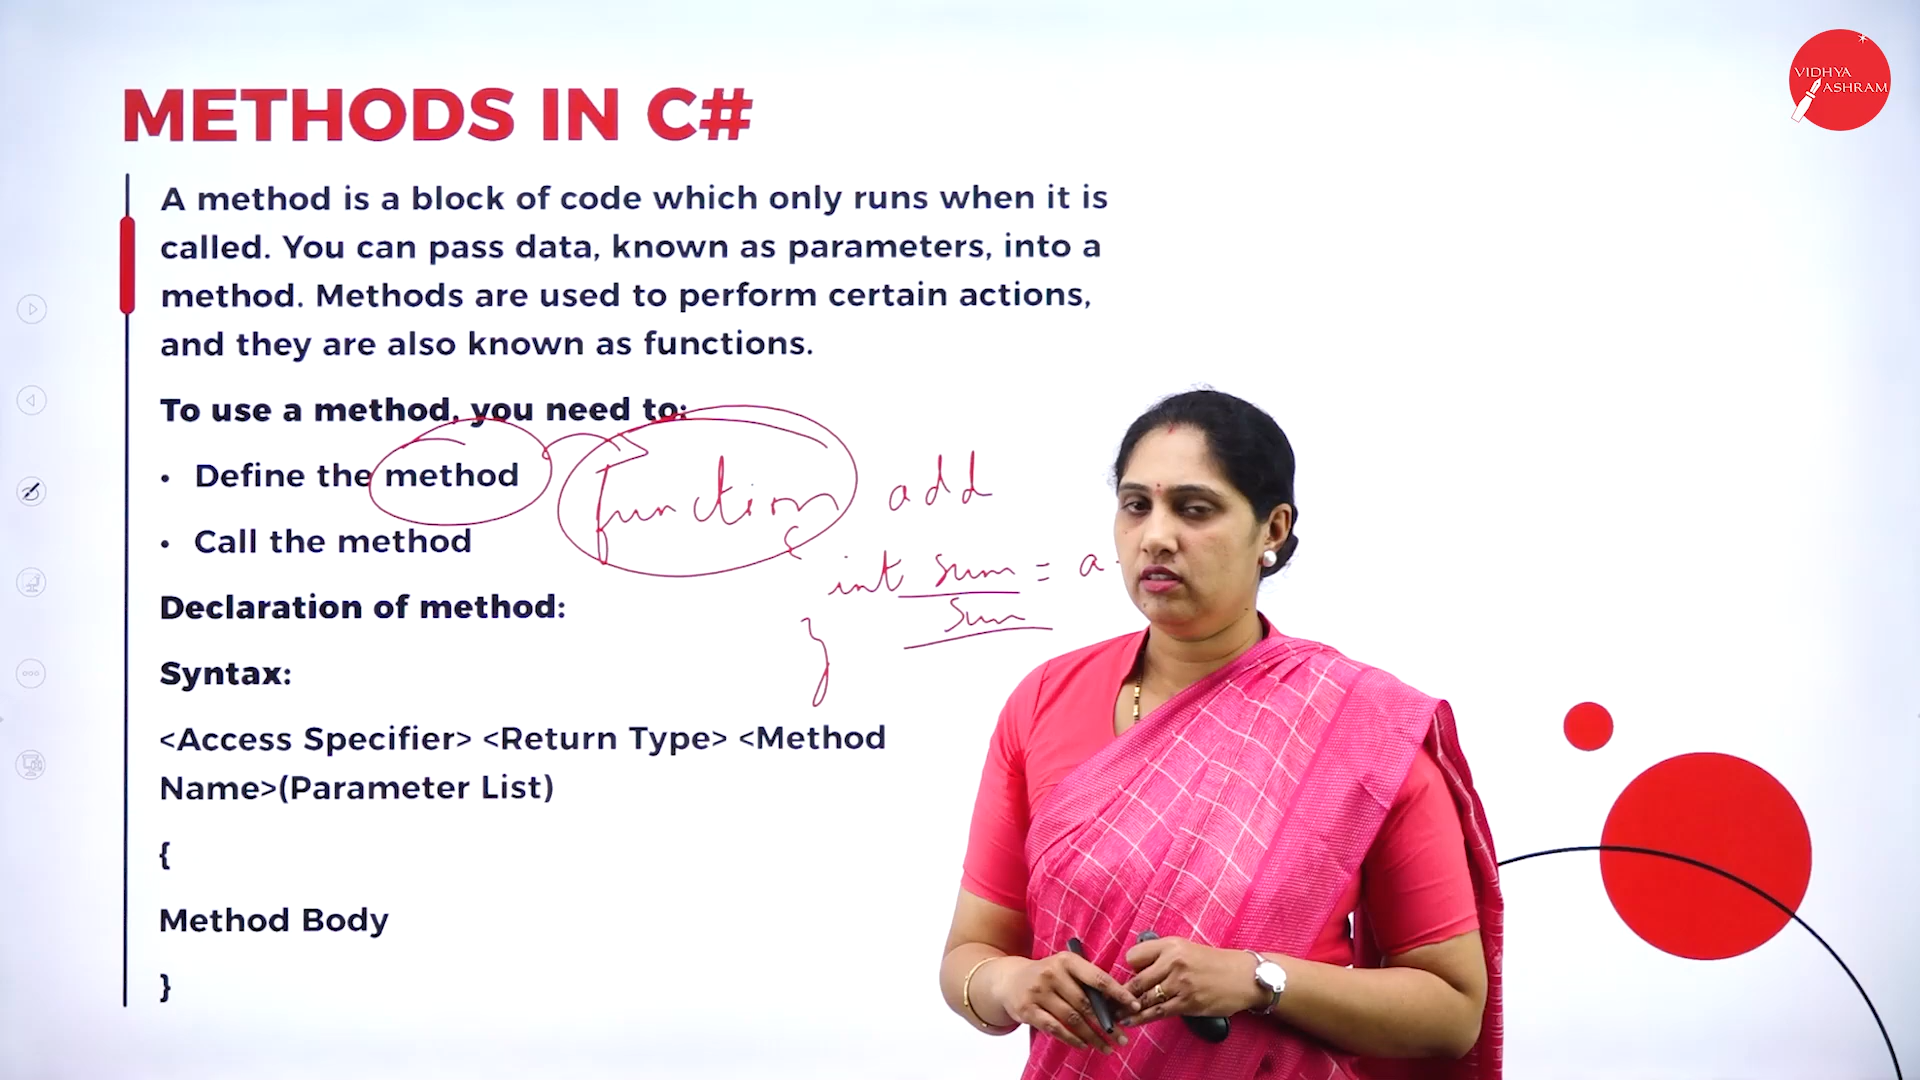 METHODS IN C#
VIDHYA
ASHRAM
A method is a block of code which only runs when it is
called. You can pass data, known as parameters, into a
method. Methods are used to perform certain actions,
and they are also known as functions.
To use a method, you need to:
• Define the method
function add
• Call the method
{
int sum = a
Sum
}
Declaration of method:
Syntax:
<Access Specifier> <Return Type> <Method
Name>(Parameter List)
{
Method Body
}